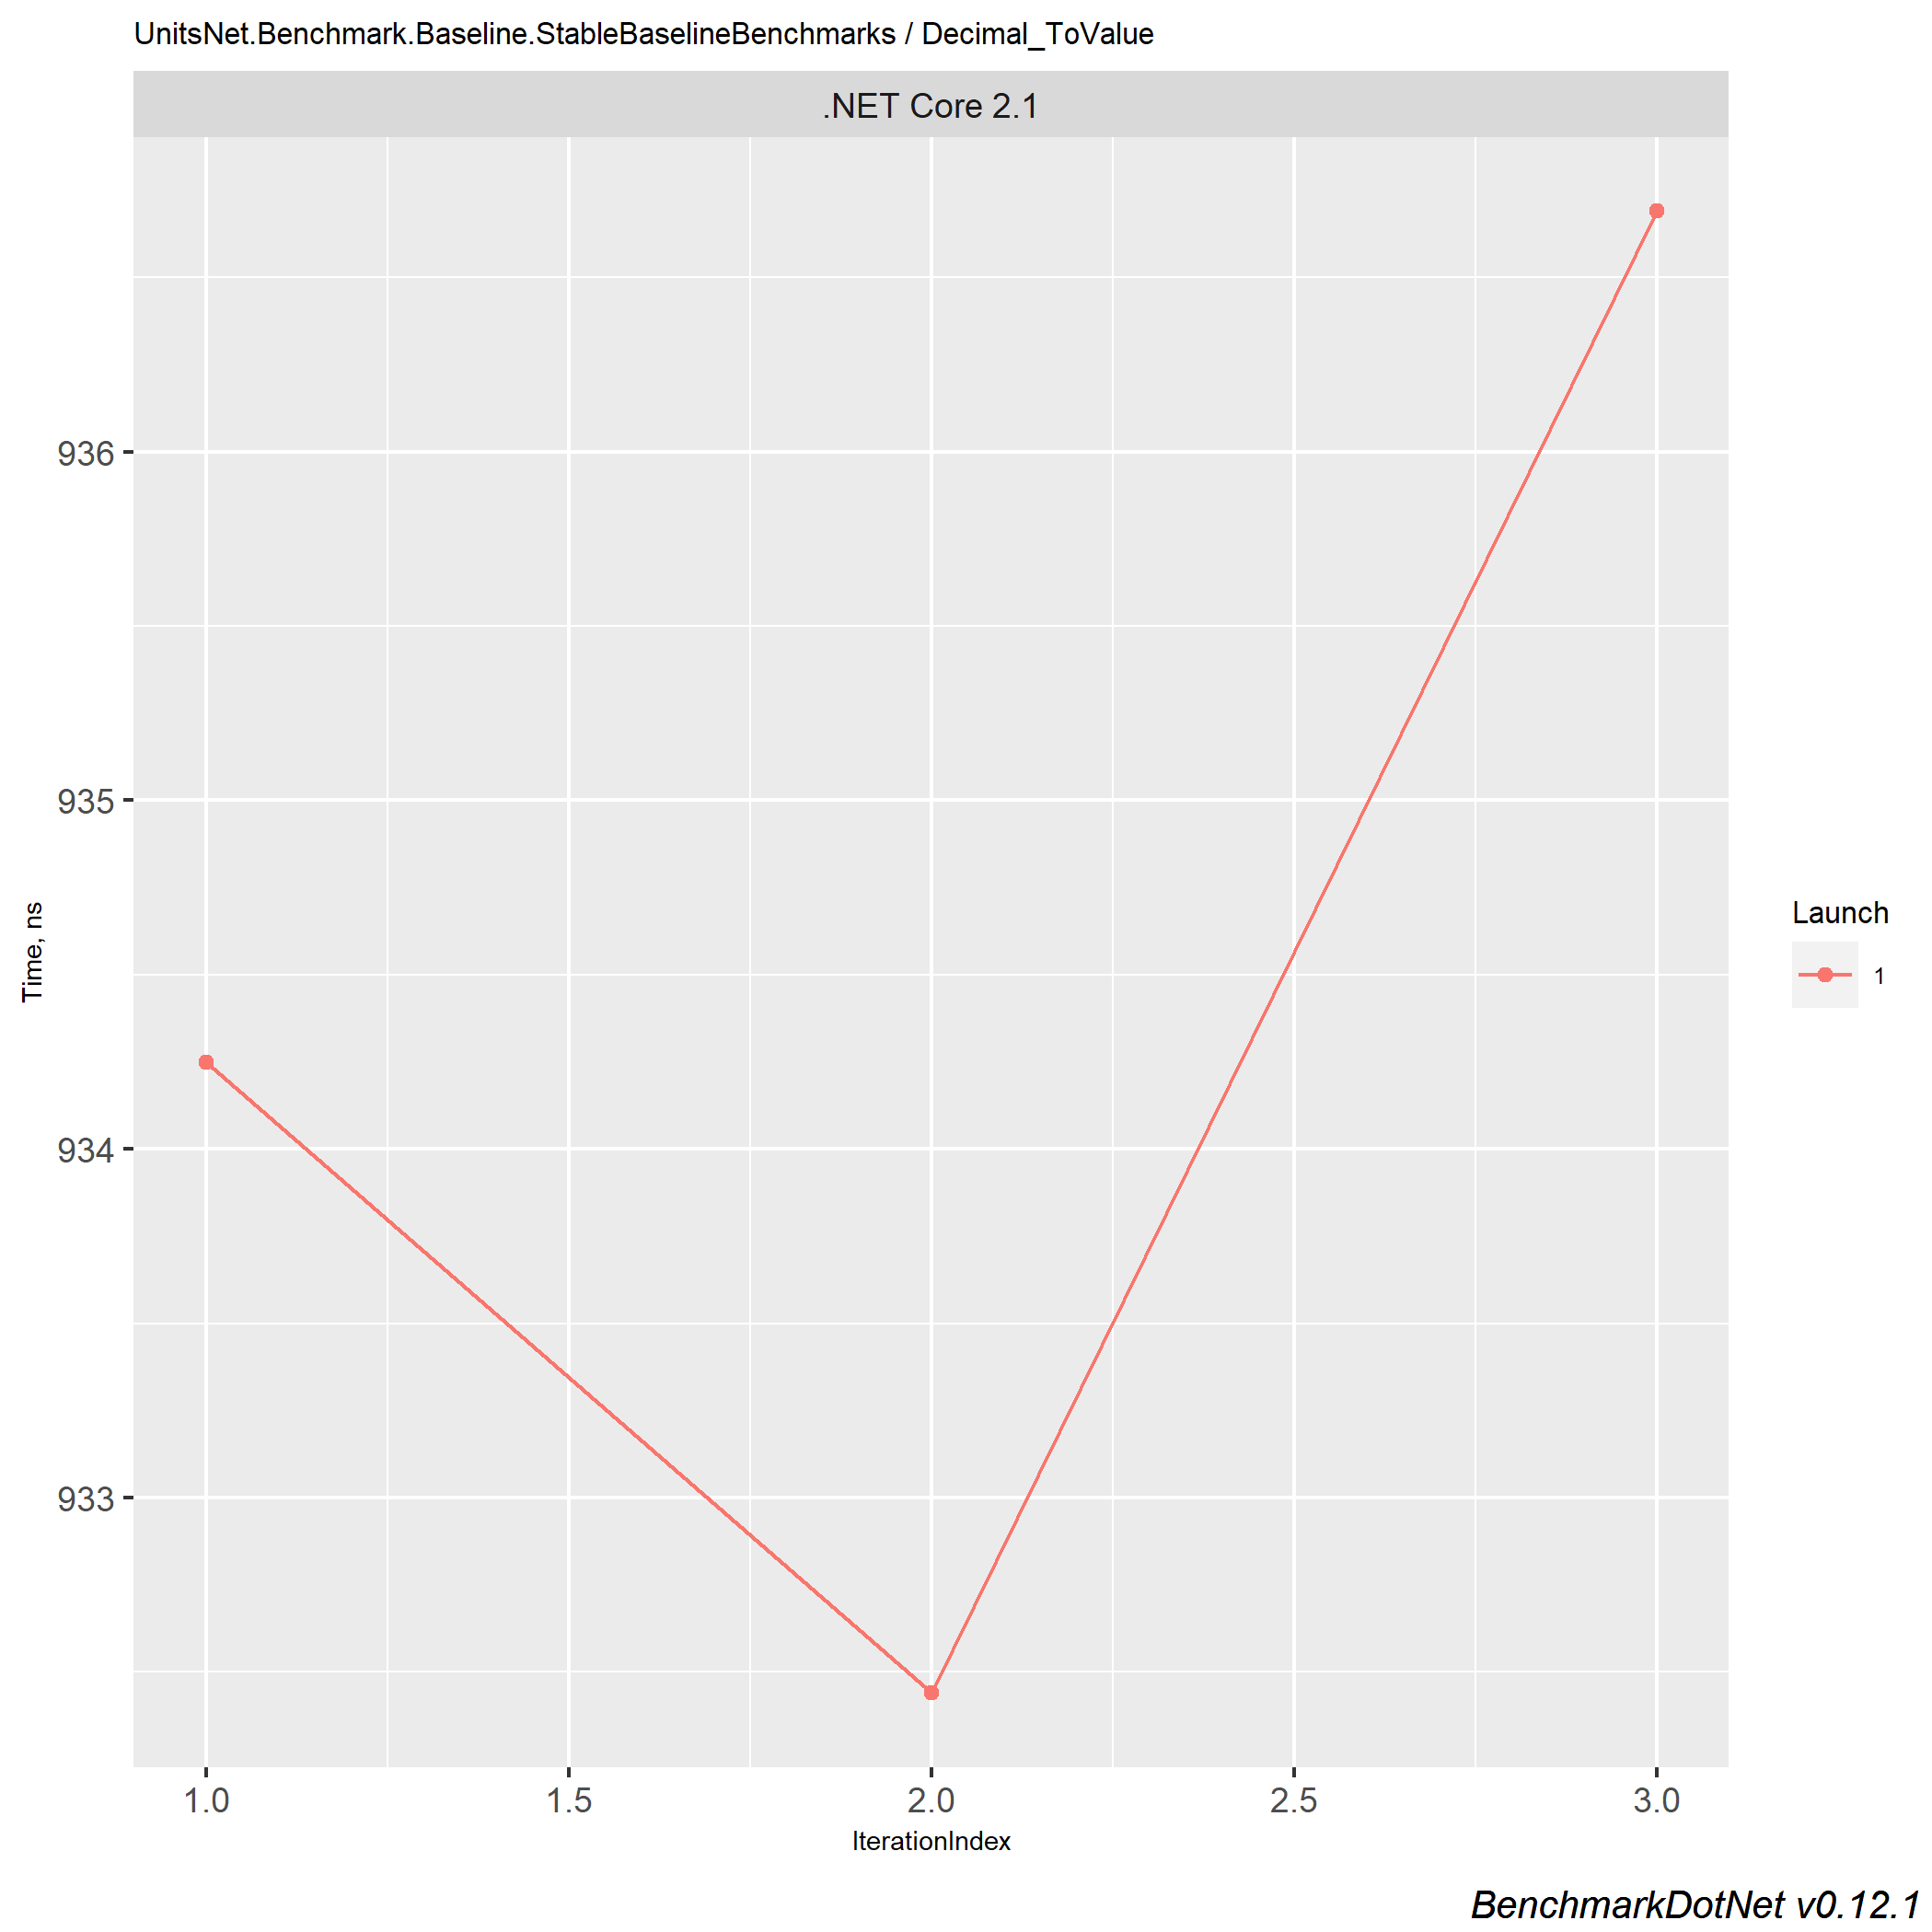 UnitsNet.Benchmark.Baseline.StableBaselineBenchmarks / Decimal_ToValue
.NET Core 2.1
936
935
934
933
Time, ns
1.0 1.5 2.0 2.5 3.0
IterationIndex
Launch
1
BenchmarkDotNet v0.12.1